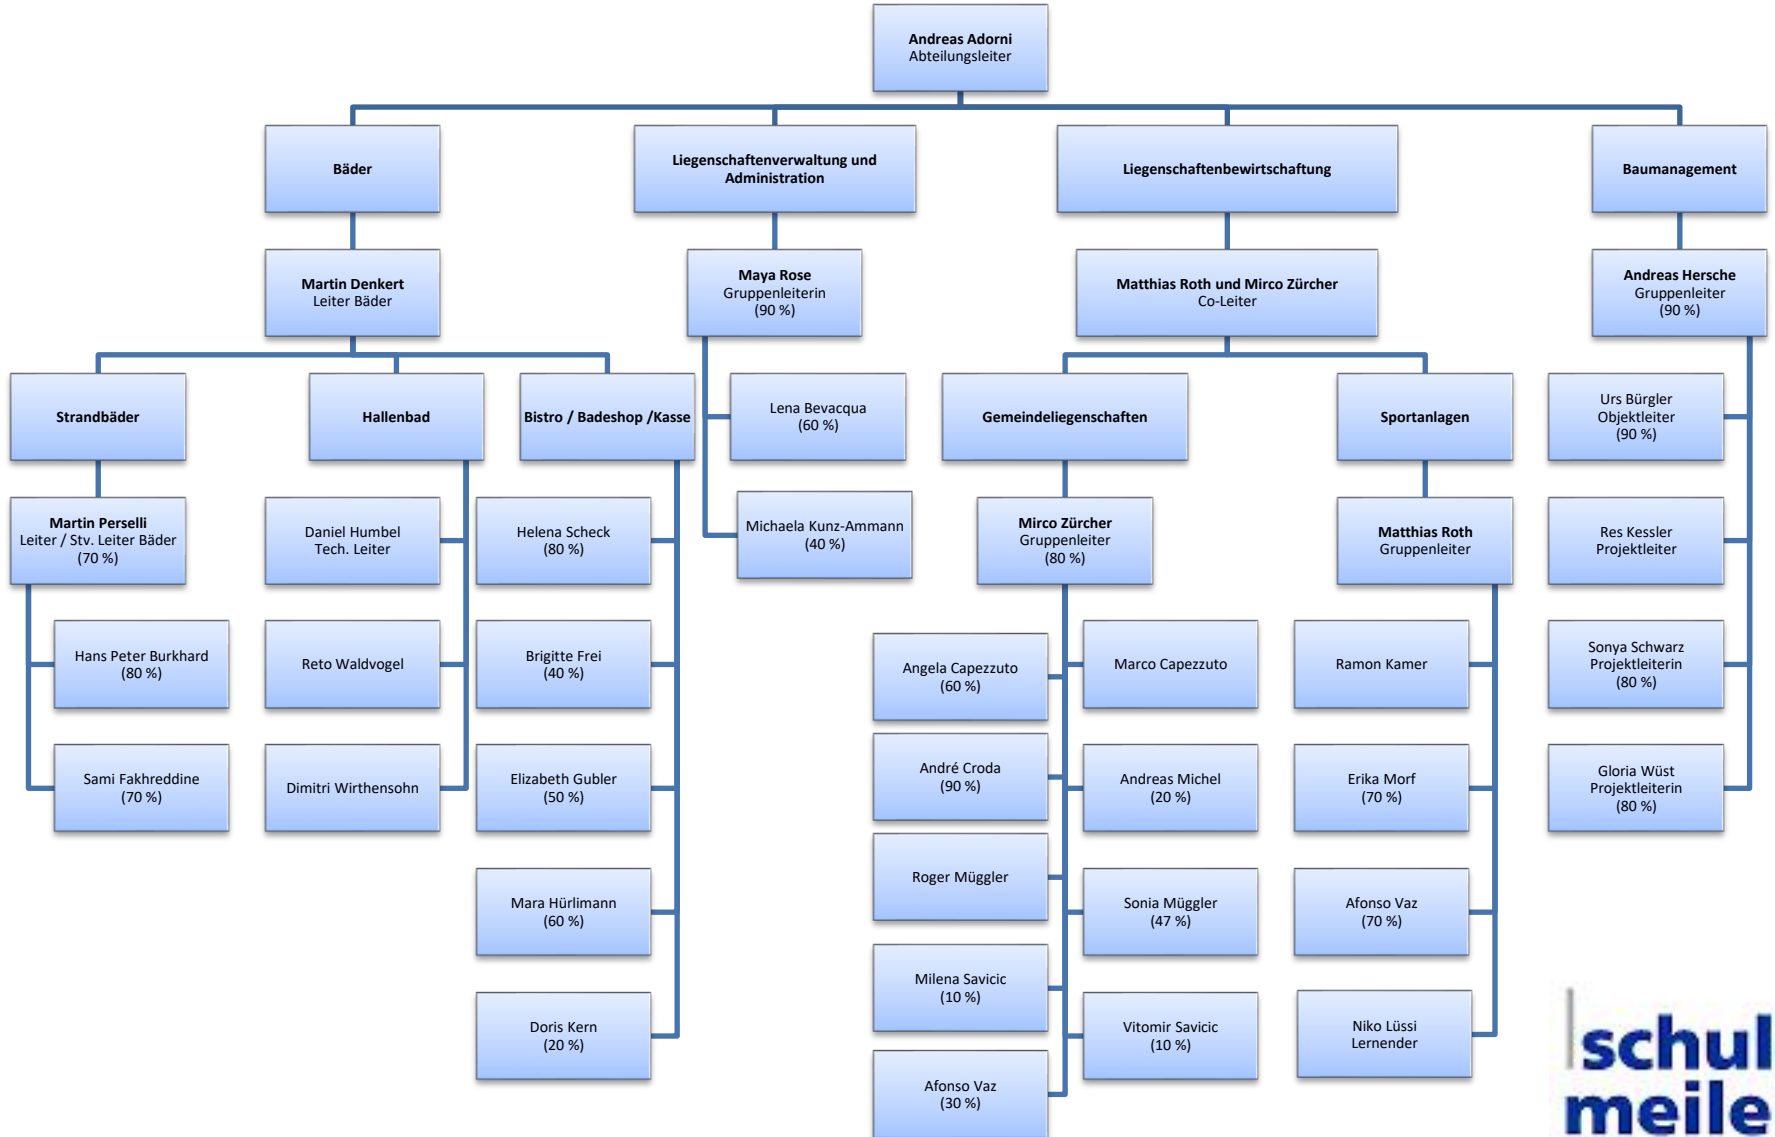 Andreas Adorni
Abteilungsleiter
Bäder
Liegenschaftenverwaltung und
Administration
Liegenschaftenbewirtschaftung
Baumanagement
Martin Denkert
Leiter Bäder
Maya Rose
Gruppenleiterin
(90 %)
Matthias Roth und Mirco Zürcher
Co-Leiter
Andreas Hersche
Gruppenleiter
(90 %)
Strandbäder
Hallenbad
Bistro / Badeshop /Kasse
Lena Bevacqua
(60 %)
Gemeindeliegenschaften
Sportanlagen
Urs Bürgler
Objektleiter
(90 %)
Martin Perselli
Leiter / Stv. Leiter Bäder
(70 %)
Daniel Humbel
Tech. Leiter
Helena Scheck
(80 %)
Michaela Kunz-Ammann
(40 %)
Mirco Zürcher
Gruppenleiter
(80 %)
Matthias Roth
Gruppenleiter
Res Kessler
Projektleiter
Hans Peter Burkhard
(80 %)
Reto Waldvogel
Brigitte Frei
(40 %)
Angela Capezzuto
(60 %)
Marco Capezzuto
Ramon Kamer
Sonya Schwarz
Projektleiterin
(80 %)
Sami Fakhreddine
(70 %)
Dimitri Wirthensohn
Elizabeth Gubler
(50 %)
André Croda
(90 %)
Andreas Michel
(20 %)
Erika Morf
(70 %)
Gloria Wüst
Projektleiterin
(80 %)
Mara Hürlimann
(60 %)
Roger Müggler
Sonia Müggler
(47 %)
Afonso Vaz
(70 %)
Milena Savicic
(10 %)
Doris Kern
(20 %)
Vitomir Savicic
(10 %)
Niko Lüssi
Lernender
Afonso Vaz
(30 %)
schul
meile